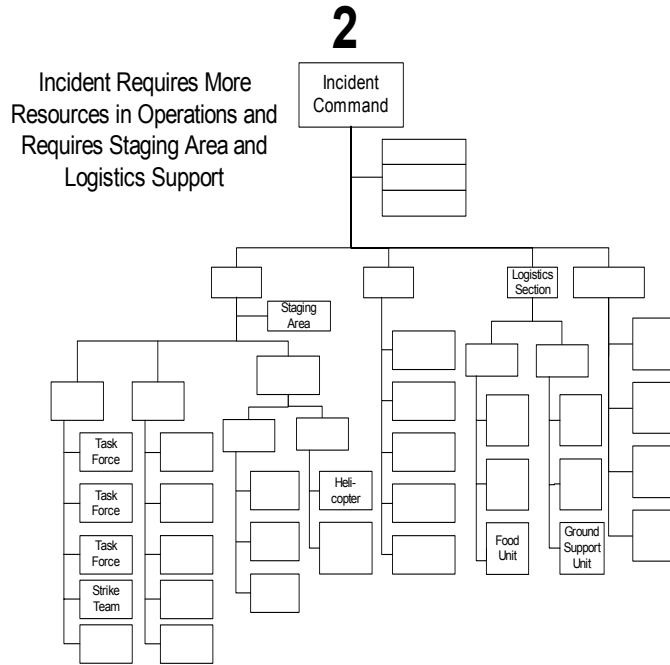 2
Incident Requires More
Resources in Operations and
Requires Staging Area and
Logistics Support
Incident
Command
Logistics
Section
Staging
Area
Task
Force
Task
Force
Heli-
copter
Task
Force
Food
Unit
Ground
Support
Unit
Strike
Team